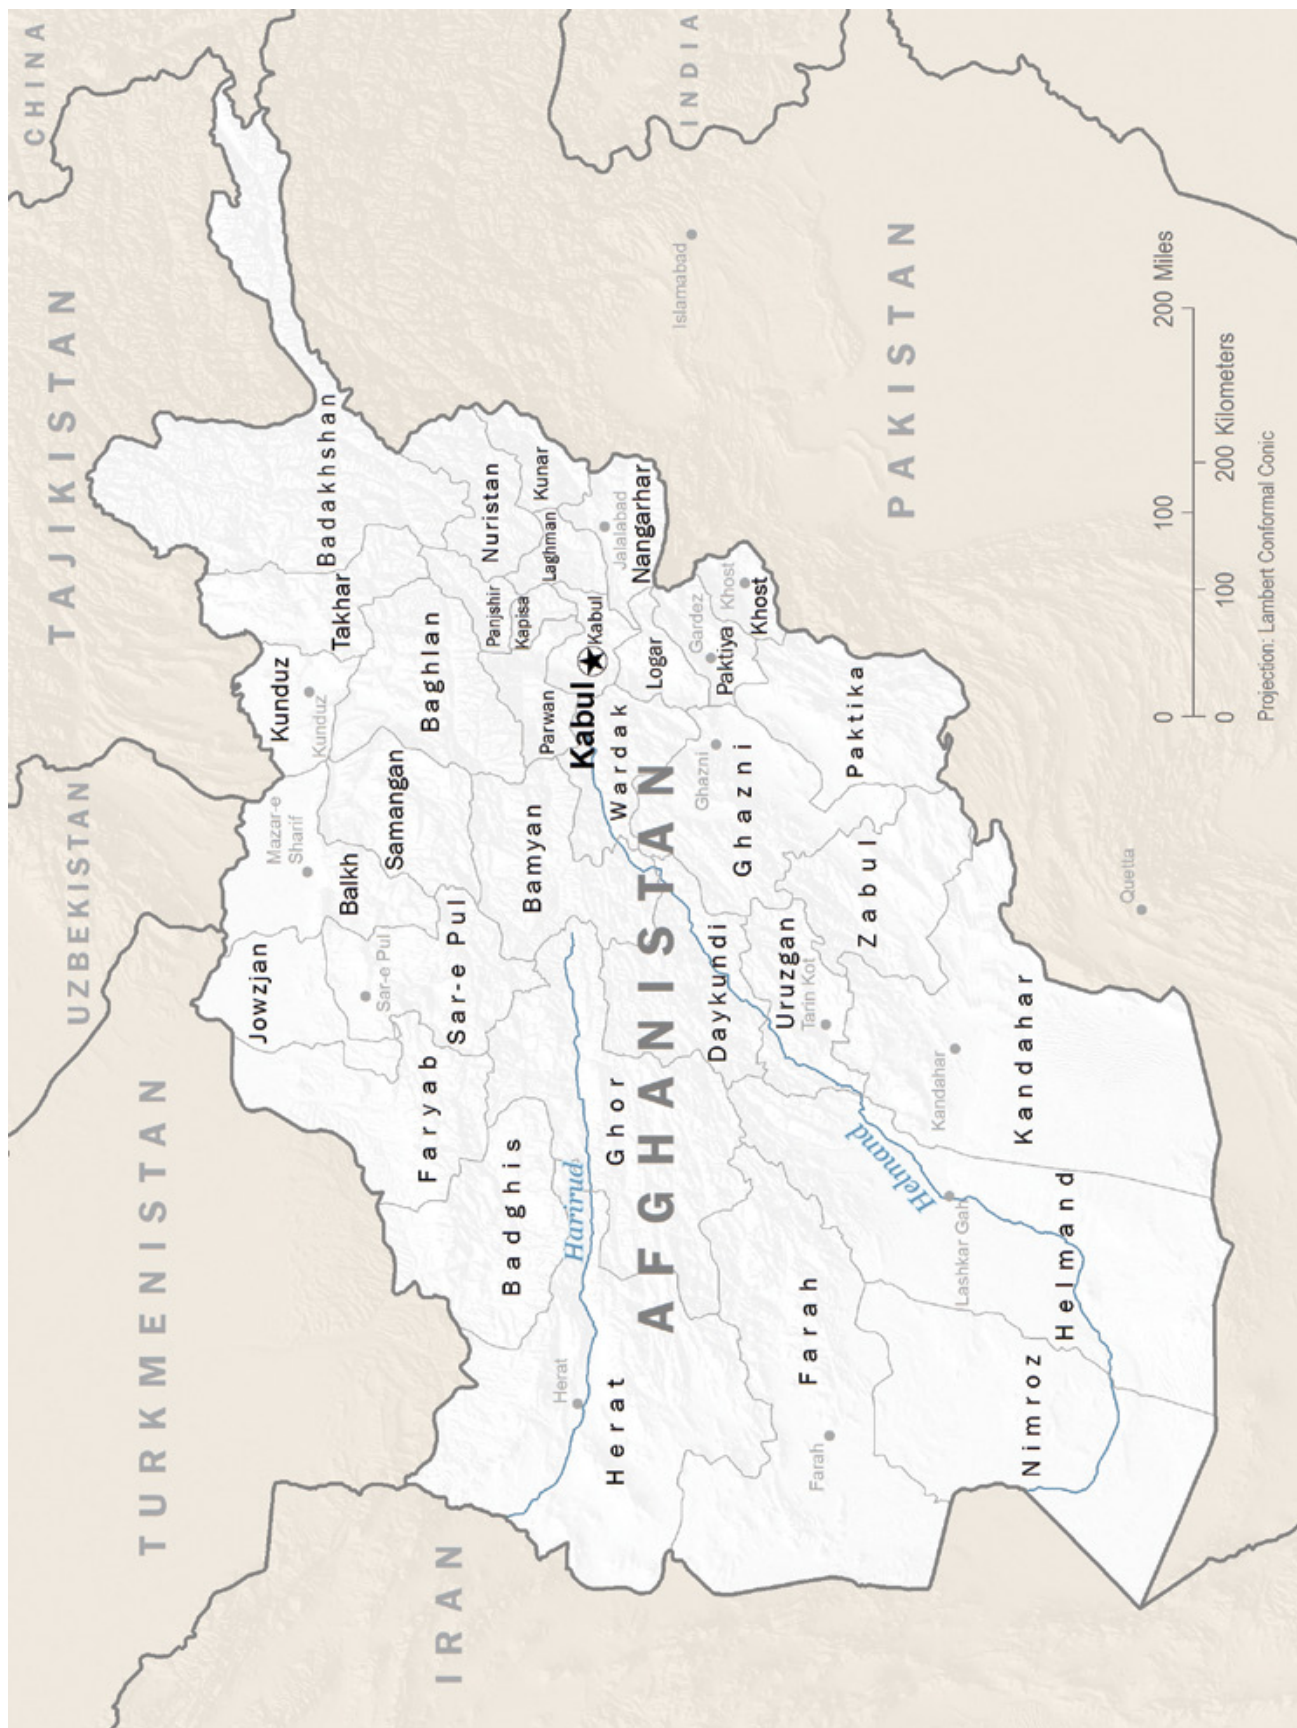 CHINA
TAJIKISTAN
UZBEKISTAN
TURKMENISTAN
IRAN
INDIA
PAKISTAN
AFGHANISTAN
Badakhshan
Takhar
Kunduz
Kunduz
Mazar-e
Sharif
Balkh
Jowzjan
Sar-e Pul
Samangan
Baghlan
Faryab
Sar-e Pul
Badghis
Bamyan
Parwan
Panjshir
Kapisa
Nuristan
Kunar
Laghman
Jalalabad
Nangarhar
Kabul
Kabul
Logar
Wardak
Gardez
Khost
Khost
Paktiya
Paktika
Ghazni
Ghazni
Harirud
Ghor
Herat
Herat
Daykundi
Uruzgan
Tarin Kot
Zabul
Farah
Farah
Helmand
Kandahar
Kandahar
Lashkar Gah
Helmand
Nimroz
Islamabad
Quetta
0 100 200 Miles
0 100 200 Kilometers
Projection: Lambert Conformal Conic